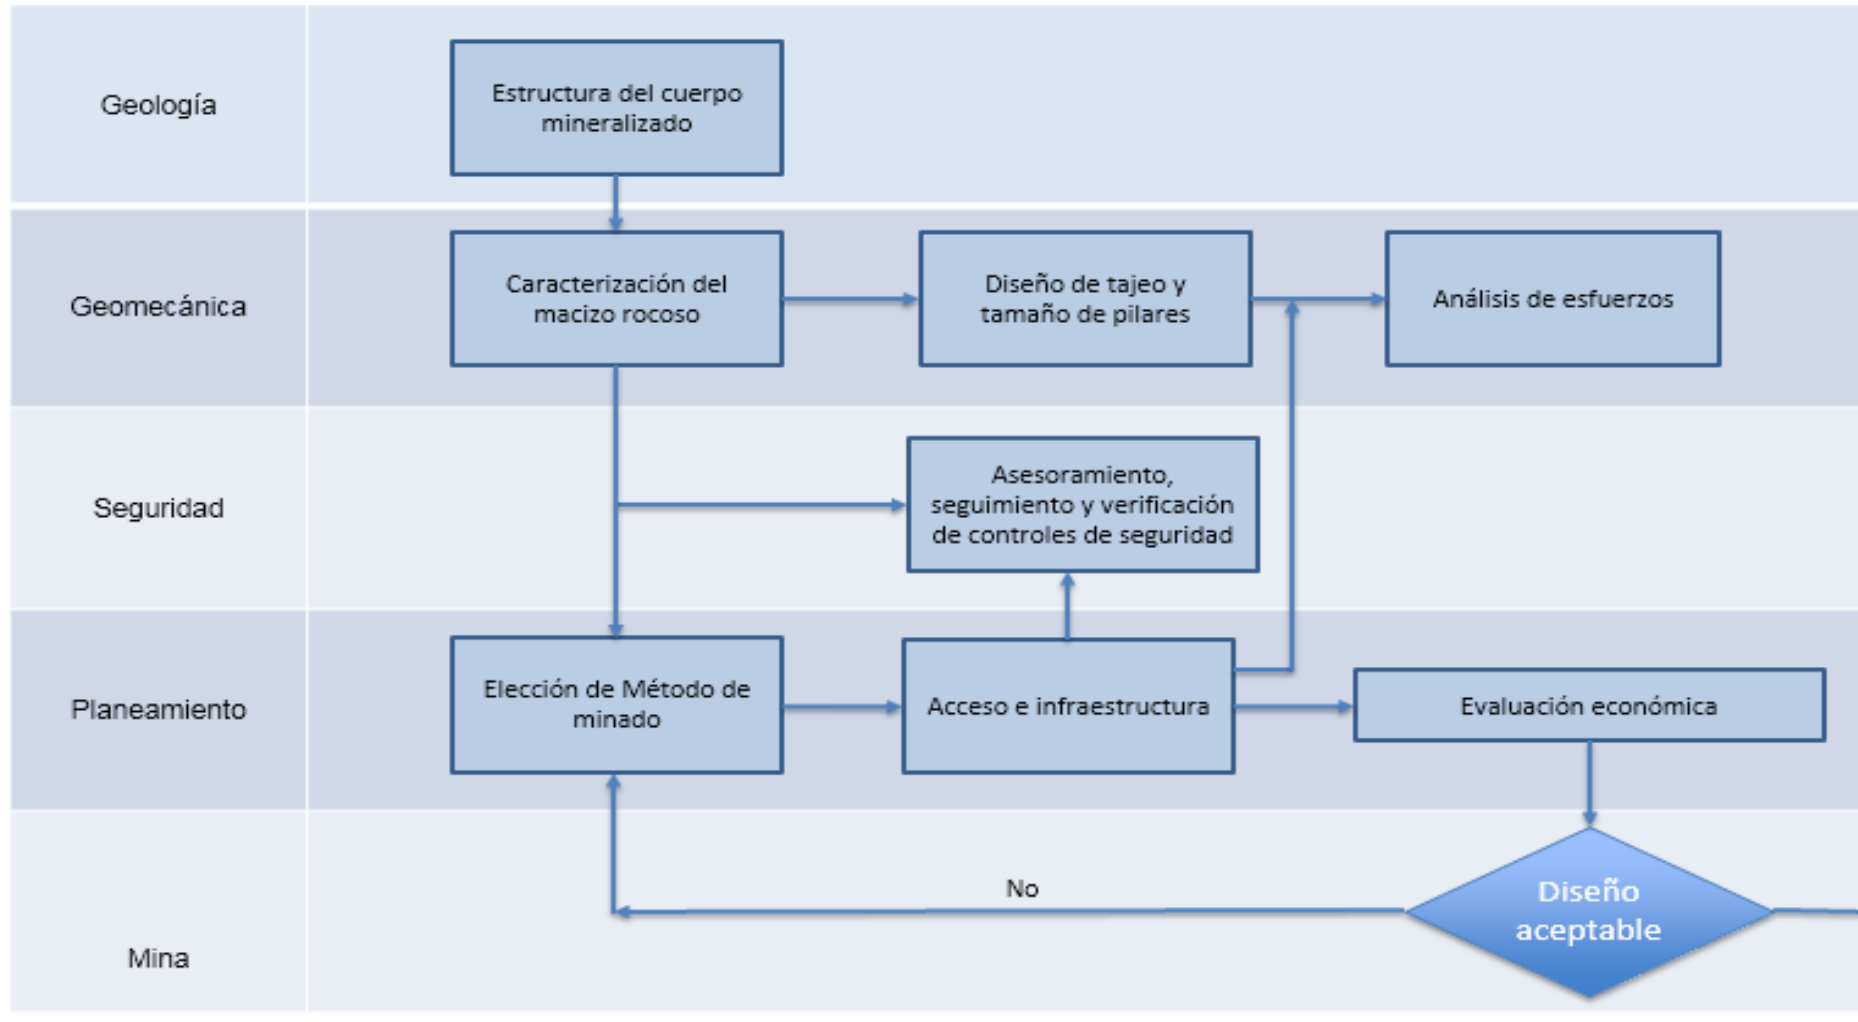 Geología
Estructura del cuerpo
mineralizado
Geomecánica
Caracterización del
macizo rocoso
Diseño de tajeo y
tamaño de pilares
Análisis de esfuerzos
Seguridad
Asesoramiento,
seguimiento y verificación
de controles de seguridad
Planeamiento
Elección de Método de
minado
Acceso e infraestructura
Evaluación económica
Mina
No
Diseño
aceptable